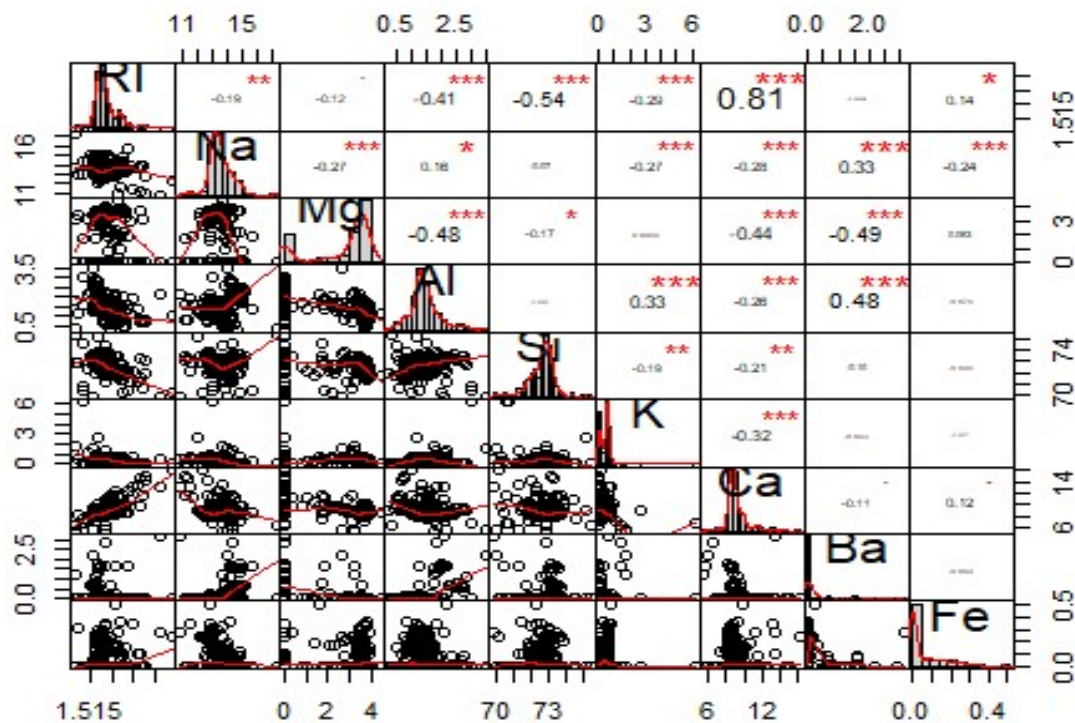 11 15 0.5 2.5 0 2 4 6 0.0 2.0
RI ** - *** *** *** *** *
-0.19 -0.12 -0.41 -0.54 -0.29 0.81 0.14
1.515
16 11 Na *** * *** *** *** ***
-0.27 0.16 0.07 -0.27 -0.28 0.33 -0.24
Mg *** * *** ***
-0.48 -0.17 -0.44 -0.49
3 0
3.5 0.5 Al *** *** ***
0.33 -0.26 0.48
Si ** **
-0.19 -0.21
74 70
6 3 0 K ***
-0.32
Ca - -
-0.11 0.12
14 6
2.5 0.0 Ba
Fe
0.5 0.0
1.515 0 2 4 70 73 6 12 0.0 0.4